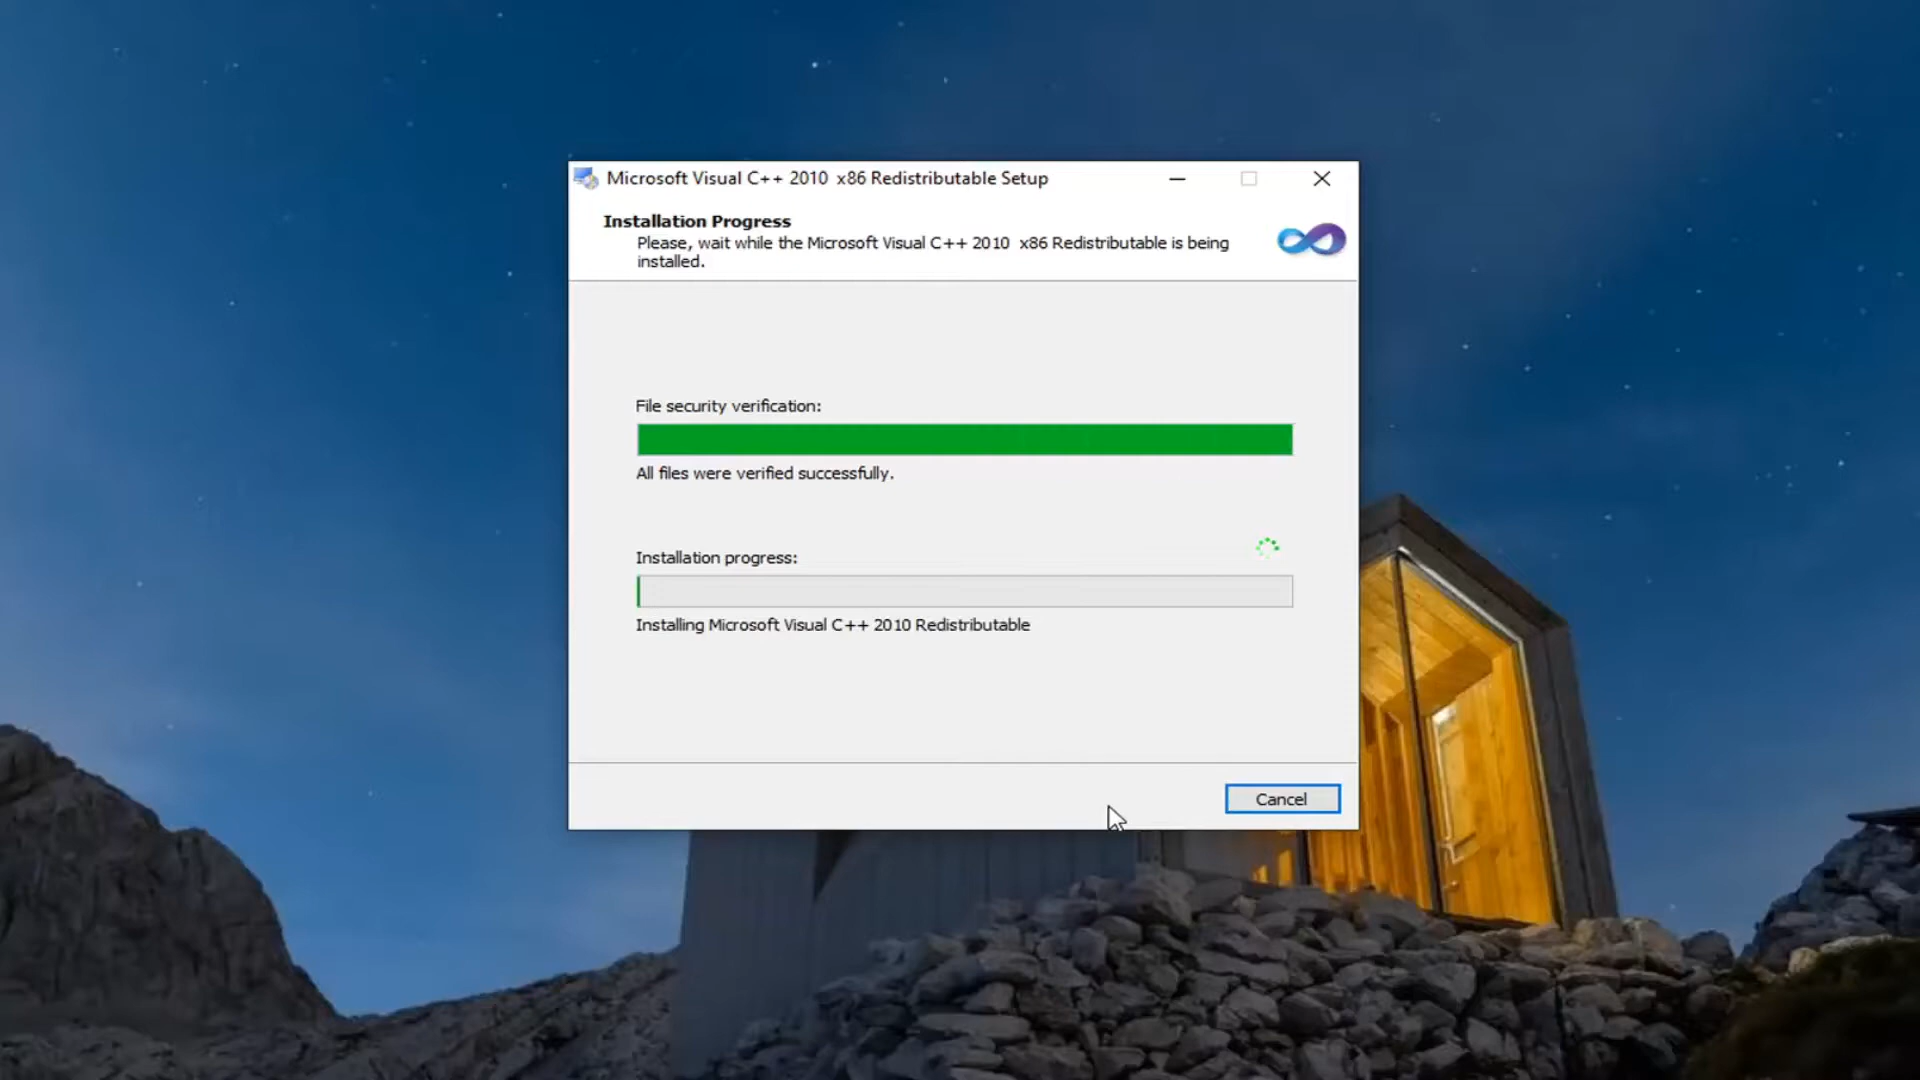 Microsoft Visual C++ 2010  x86 Redistributable Setup
Installation Progress
Please, wait while the Microsoft Visual C++ 2010  x86 Redistributable is being
installed.
File security verification:
All files were verified successfully.
Installation progress:
Installing Microsoft Visual C++ 2010 Redistributable
Cancel